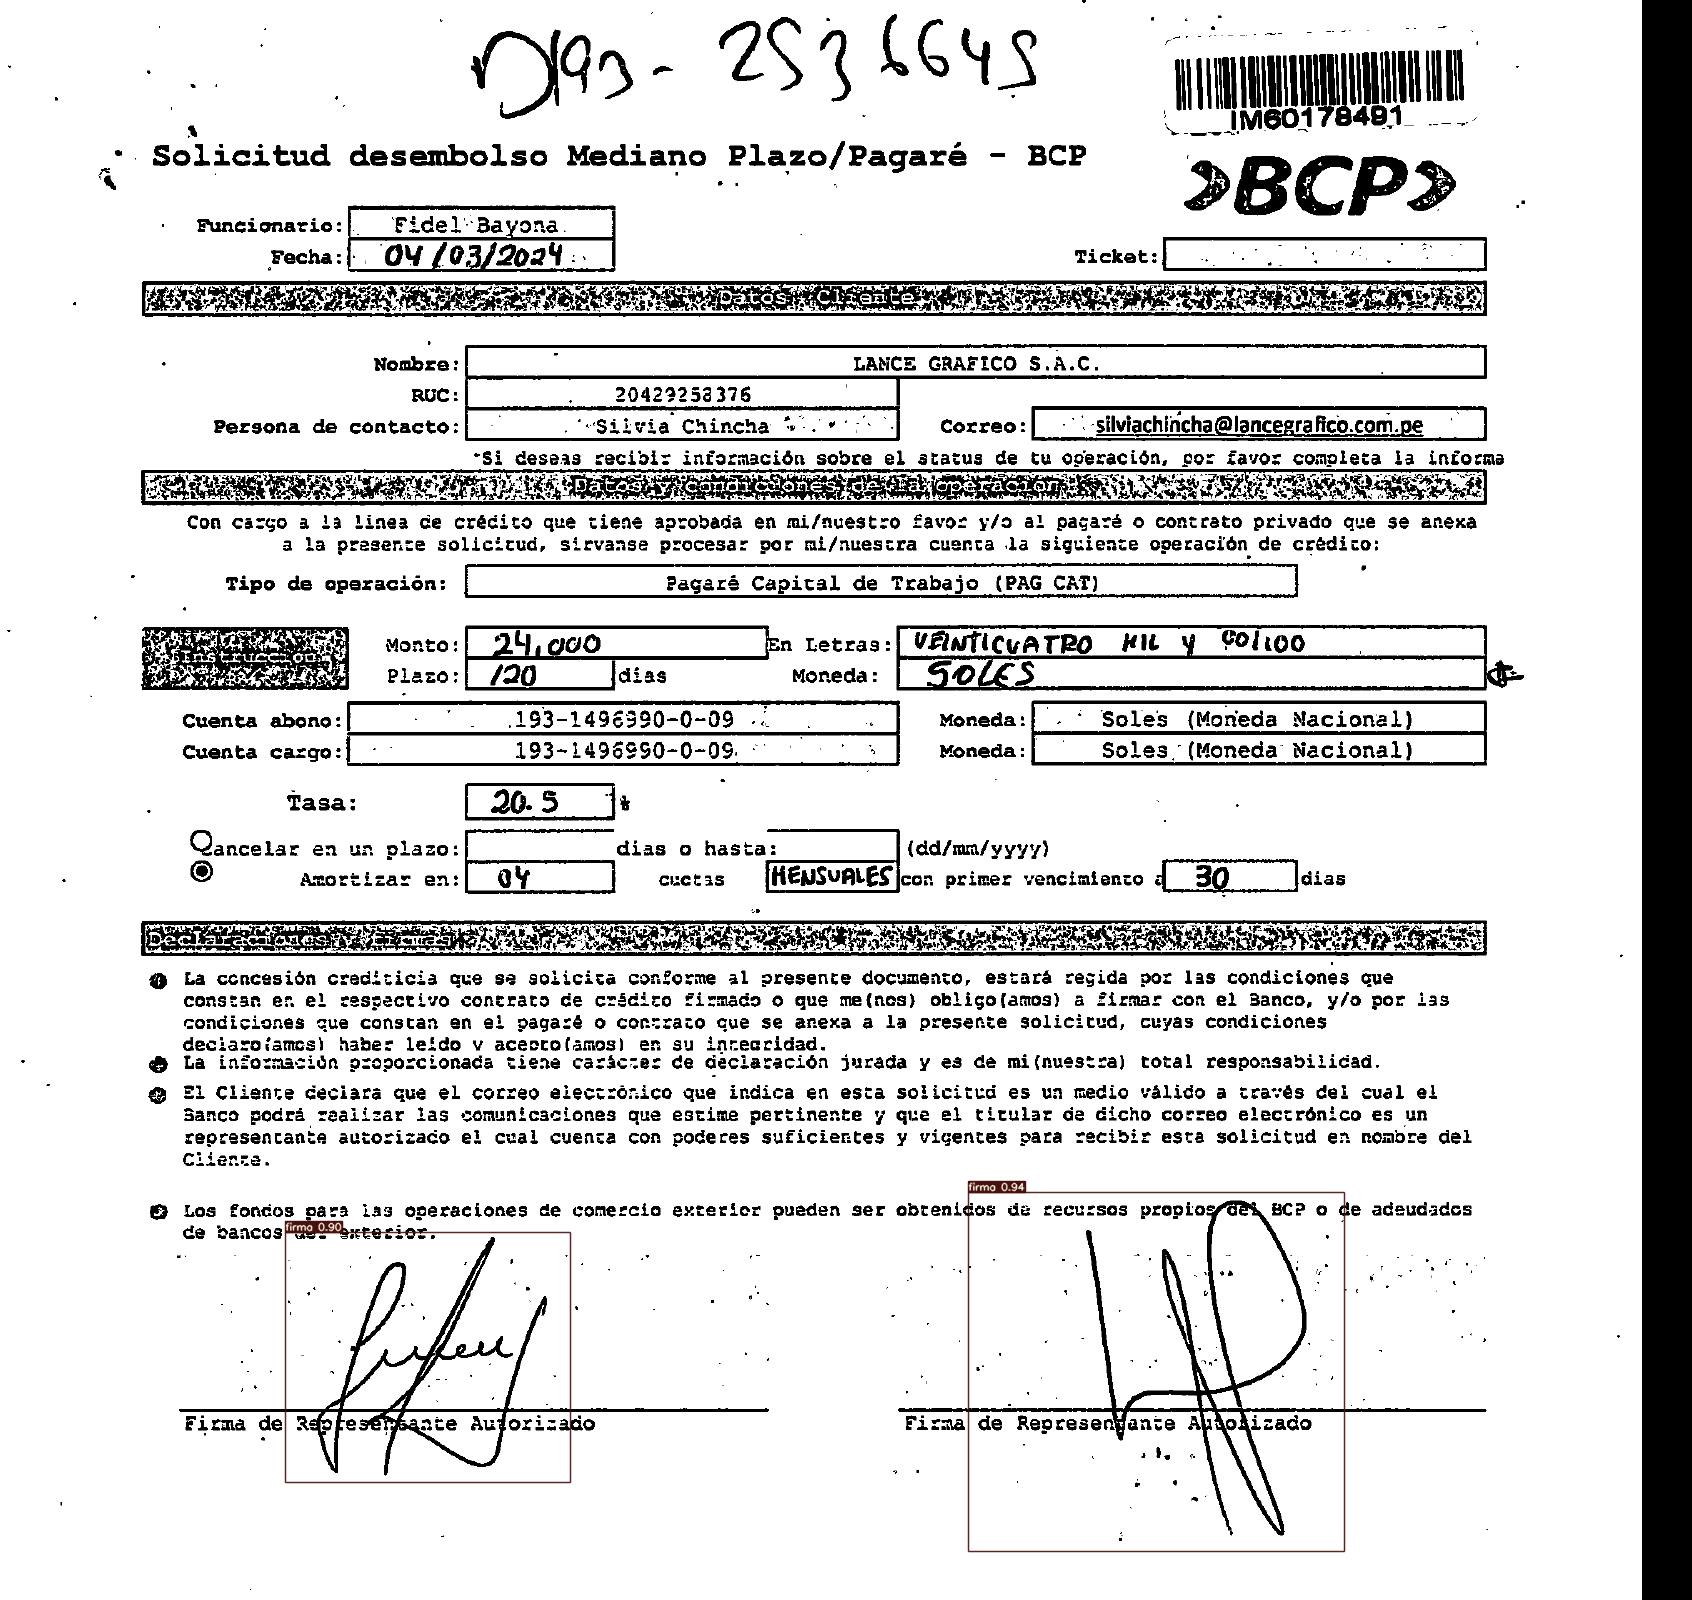 D193-2536645
IM60178491
Solicitud desembolso Mediano Plazo/Pagaré - BCP
BCP
Funcionario: Fidel Bayona
Fecha: 04/03/2024
Ticket:
Datos Cliente
Nombre: LANCE GRAFICO S.A.C.
RUC: 20429258376
Persona de contacto: Silvia Chincha Correo: silviachincha@lancegrafico.com.pe
*Si deseas recibir información sobre el status de tu operación, por favor completa la informa
Datos y condiciones de la operación
Con cargo a la linea de crédito que tiene aprobada en mi/nuestro favor y/o al pagaré o contrato privado que se anexa
a la presente solicitud, sirvanse procesar por mi/nuestra cuenta la siguiente operación de crédito:
Tipo de operación: Pagaré Capital de Trabajo (PAG CAT)
Instrucción
Monto: 24,000 En Letras: VEINTICUATRO MIL Y 00/100
Plazo: 120 dias Moneda: SOLES
Cuenta abono: 193-1496990-0-09 Moneda: Soles (Moneda Nacional)
Cuenta cargo: 193-1496990-0-09 Moneda: Soles (Moneda Nacional)
Tasa: 20.5 %
Cancelar en un plazo: dias o hasta: (dd/mm/yyyy)
Amortizar en: 04 cuotas MENSUALES con primer vencimiento a 30 dias
Declaraciones y firmas
La concesión crediticia que se solicita conforme al presente documento, estará regida por las condiciones que
constan en el respectivo contrato de crédito firmado o que me(nos) obligo(amos) a firmar con el Banco, y/o por las
condiciones que constan en el pagaré o contrato que se anexa a la presente solicitud, cuyas condiciones
declaro(amos) haber leido y acepto(amos) en su integridad.
La información proporcionada tiene carácter de declaración jurada y es de mi(nuestra) total responsabilidad.
El Cliente declara que el correo electrónico que indica en esta solicitud es un medio válido a través del cual el
Banco podrá realizar las comunicaciones que estime pertinente y que el titular de dicho correo electrónico es un
representante autorizado el cual cuenta con poderes suficientes y vigentes para recibir esta solicitud en nombre del
Cliente.
firma 0.94
Los fondos para las operaciones de comercio exterior pueden ser obtenidos de recursos propios del BCP o de adeudados
de bancos del exterior.
firma 0.90
Firma de Representante Autorizado Firma de Representante Autorizado